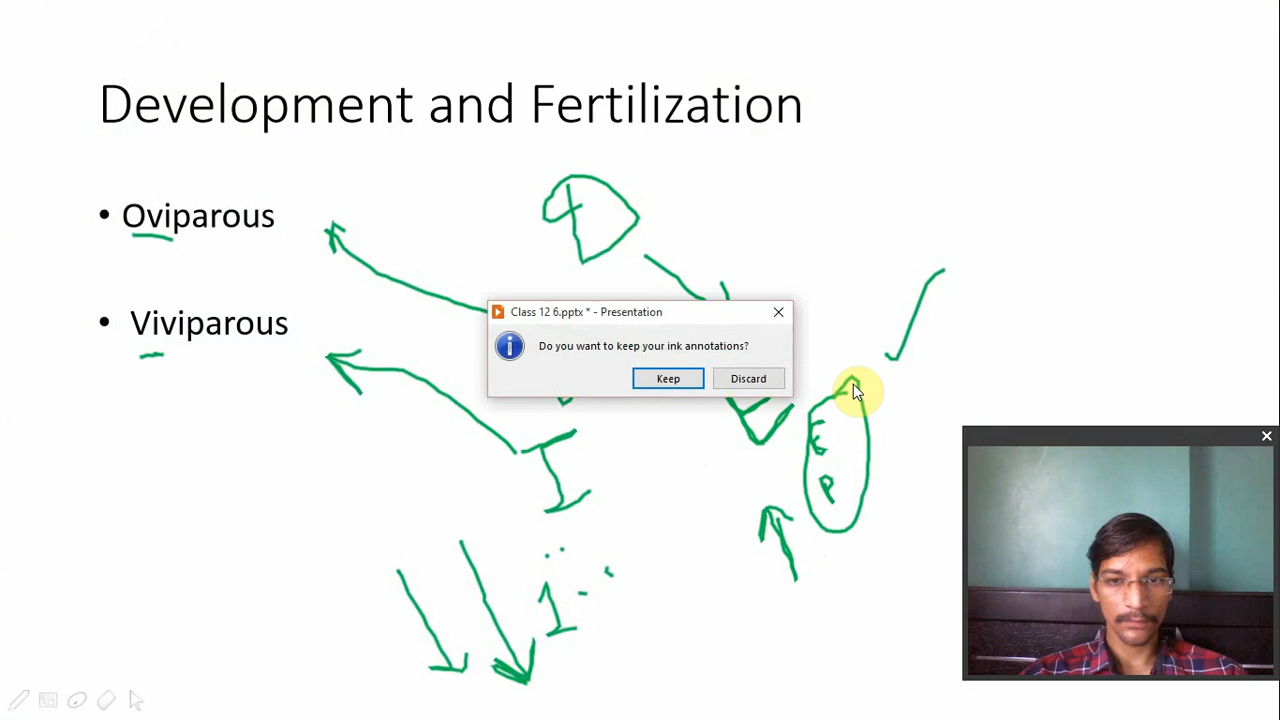 Development and Fertilization
• Oviparous
• Viviparous
Class 12 6.pptx * - Presentation
Do you want to keep your ink annotations?
Keep
Discard
E
P
I
1